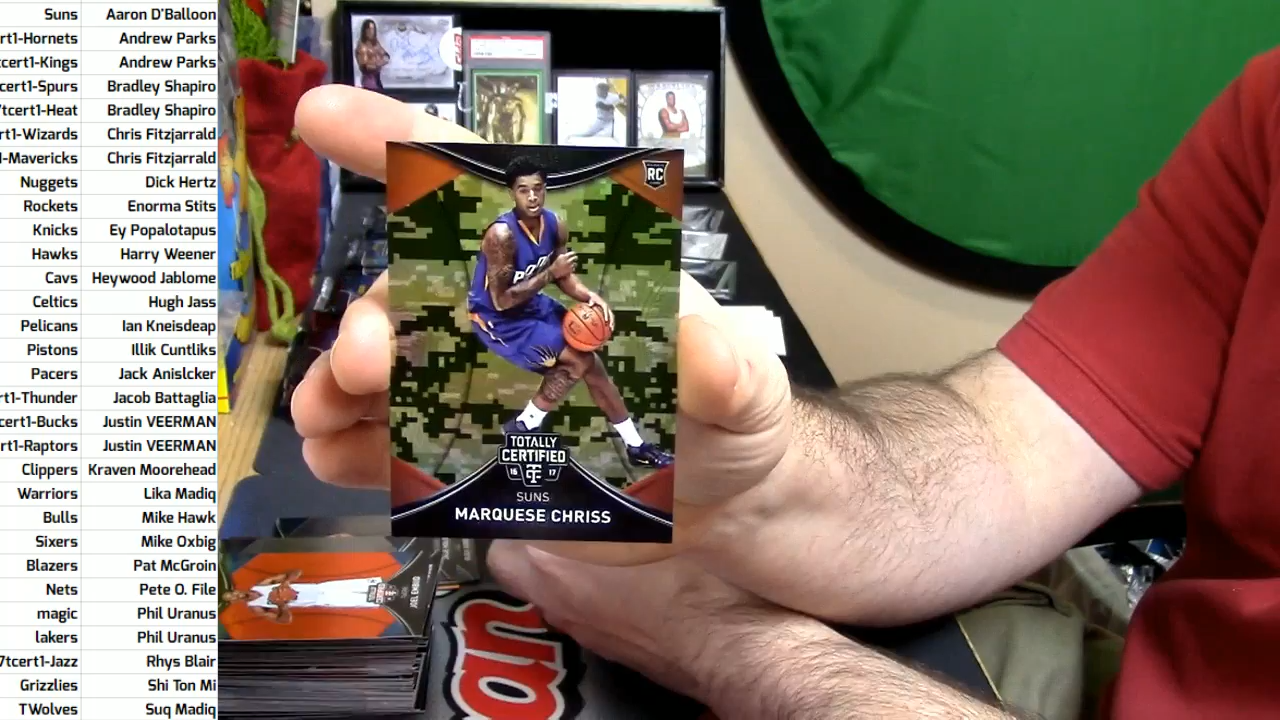 Suns Aaron D'Balloon
rt1-Hornets Andrew Parks
tcert1-Kings Andrew Parks
cert1-Spurs Bradley Shapiro
7tcert1-Heat Bradley Shapiro
rt1-Wizards Chris Fitzjarrald
1-Mavericks Chris Fitzjarrald
Nuggets Dick Hertz
Rockets Enorma Stits
Knicks Ey Popalotapus
Hawks Harry Weener
Cavs Heywood Jablome
Celtics Hugh Jass
Pelicans Ian Kneisdeap
Pistons Illik Cuntliks
Pacers Jack Anislcker
rt1-Thunder Jacob Battaglia
cert1-Bucks Justin VEERMAN
rt1-Raptors Justin VEERMAN
Clippers Kraven Moorehead
Warriors Lika Madiq
Bulls Mike Hawk
Sixers Mike Oxbig
Blazers Pat McGroin
Nets Pete O. File
magic Phil Uranus
lakers Phil Uranus
7tcert1-Jazz Rhys Blair
Grizzlies Shi Ton Mi
TWolves Suq Madiq
RC
TOTALLY
CERTIFIED
16 TC 17
SUNS
MARQUESE CHRISS
JOEL EMBIID